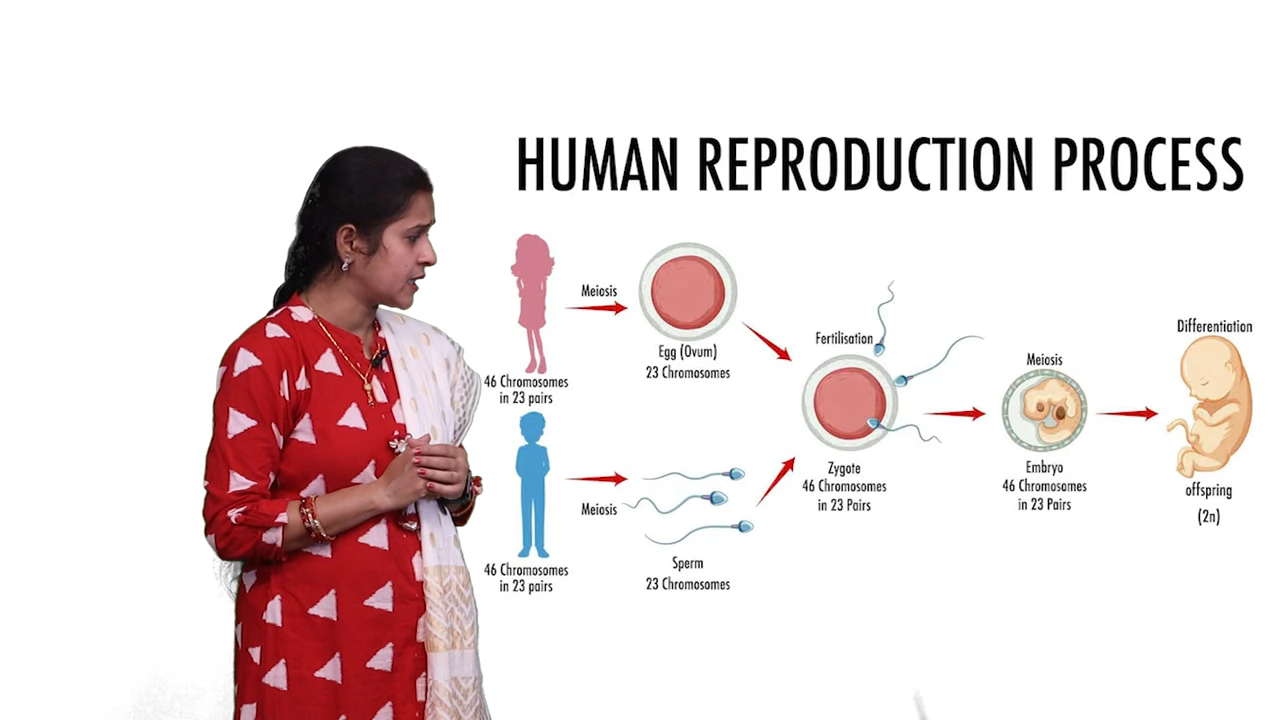 HUMAN REPRODUCTION PROCESS
Meiosis
Egg (Ovum)
23 Chromosomes
46 Chromosomes
in 23 pairs
Meiosis
Sperm
23 Chromosomes
46 Chromosomes
in 23 pairs
Fertilisation
Zygote
46 Chromosomes
in 23 Pairs
Meiosis
Embryo
46 Chromosomes
in 23 Pairs
Differentiation
offspring
(2n)